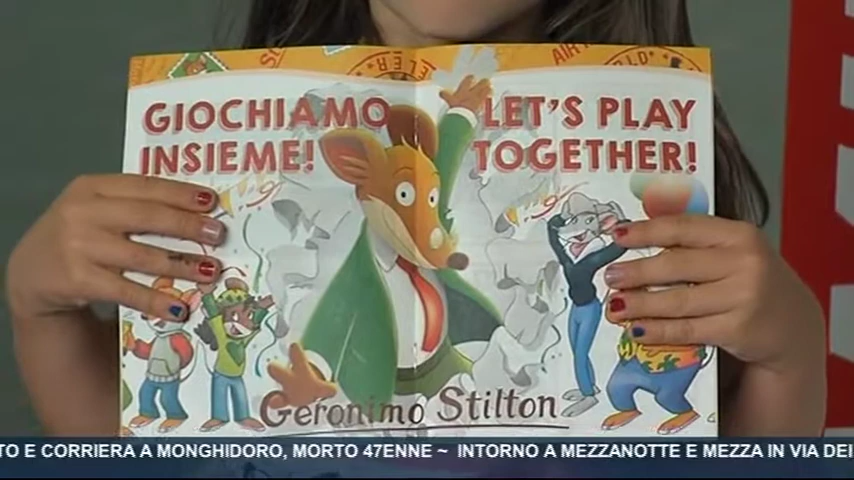 GIOCHIAMO INSIEME!
LET'S PLAY TOGETHER!
Geronimo Stilton
TO E CORRIERA A MONGHIDORO, MORTO 47ENNE ~ INTORNO A MEZZANOTTE E MEZZA IN VIA DEI